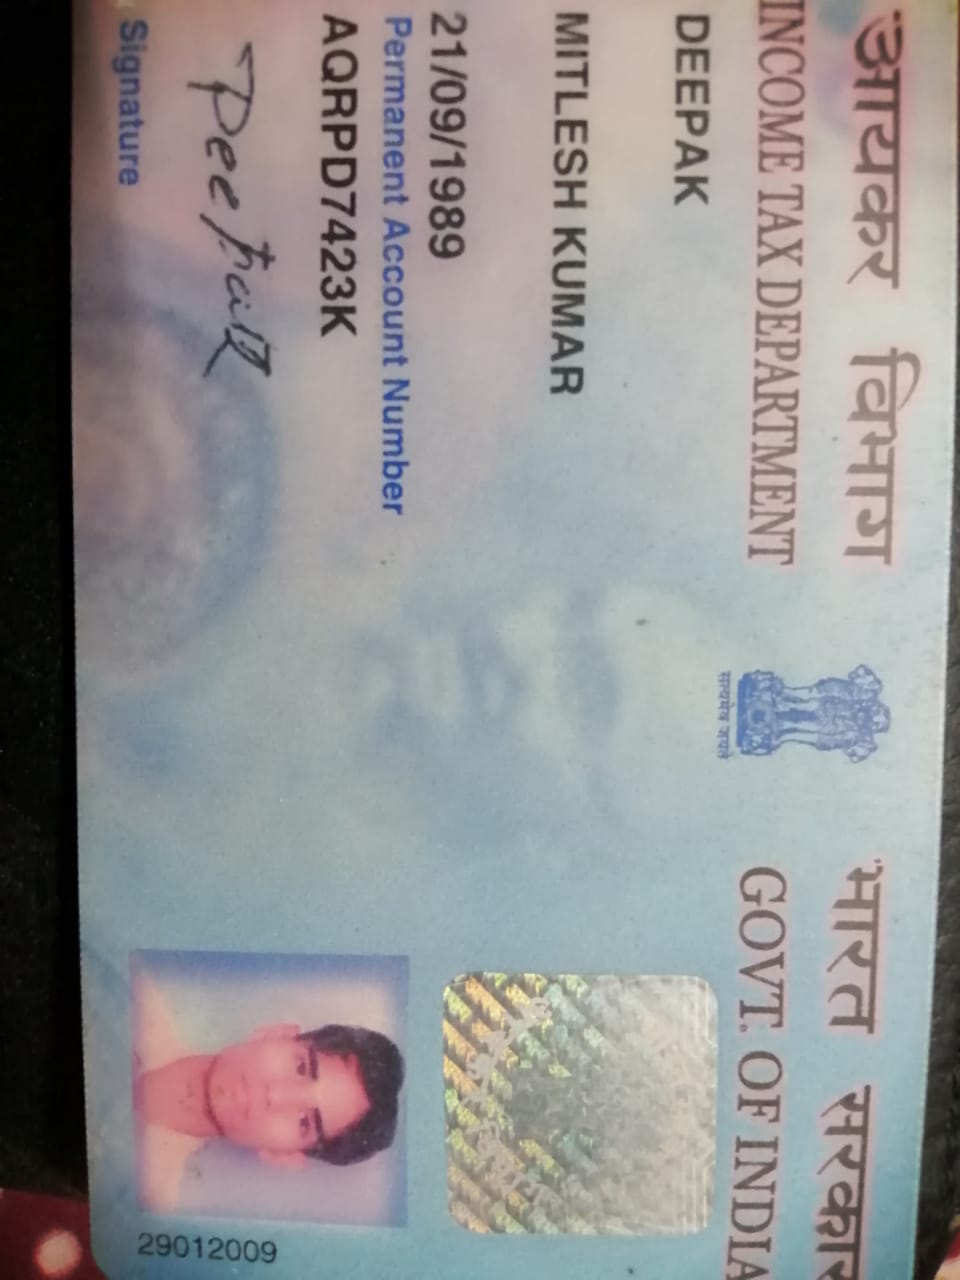 आयकर विभाग
INCOME TAX DEPARTMENT
सत्यमेव जयते
भारत सरकार
GOVT. OF INDIA
DEEPAK
MITLESH KUMAR
21/09/1989
Permanent Account Number
AQRPD7423K
Deepak
Signature
29012009